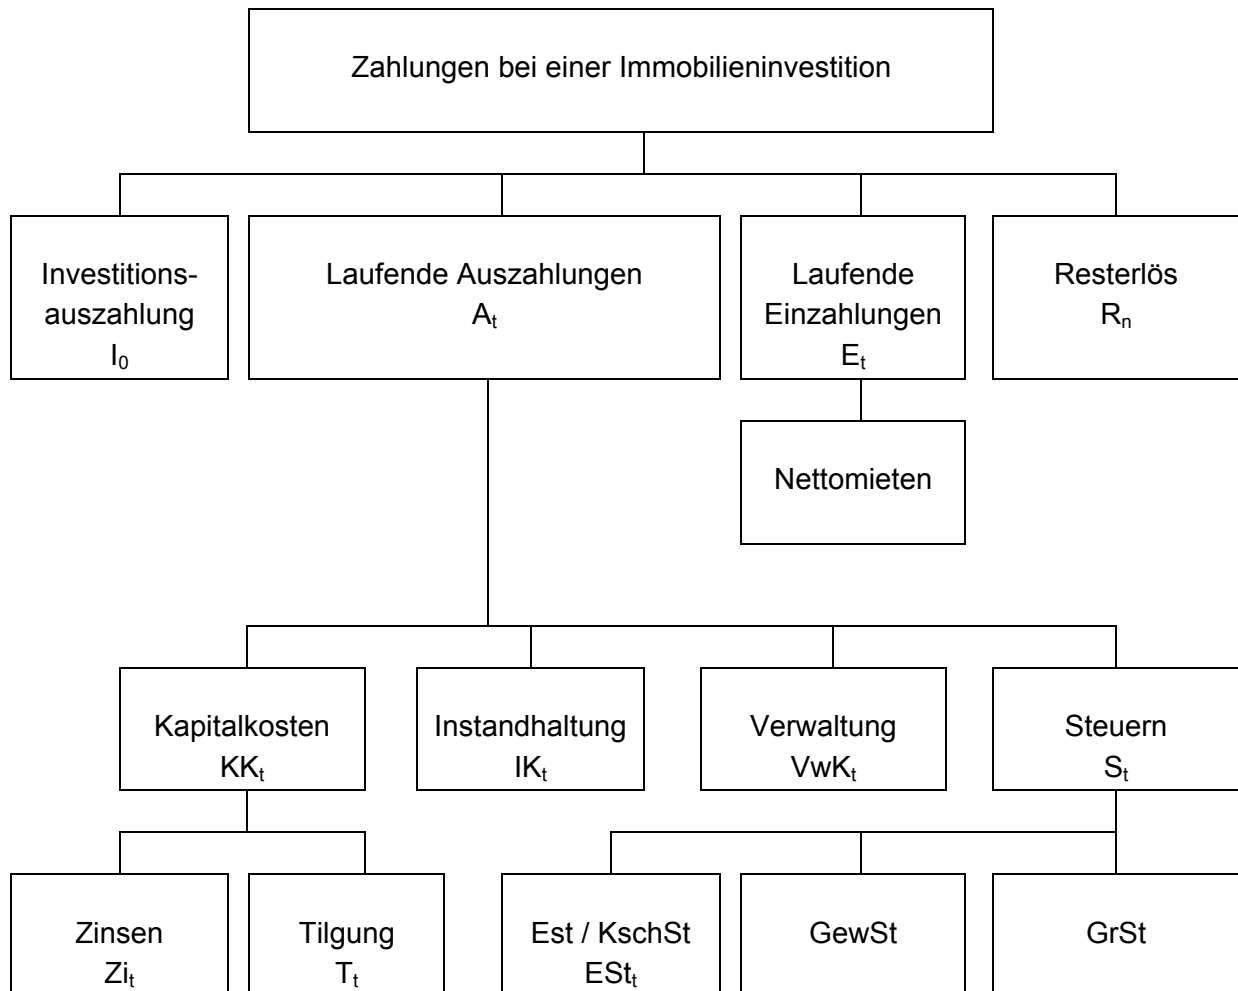 Zahlungen bei einer Immobilieninvestition
Investitions-
auszahlung
I₀
Laufende Auszahlungen
Aₜ
Laufende
Einzahlungen
Eₜ
Resterlös
Rₙ
Nettomieten
Kapitalkosten
KKₜ
Instandhaltung
IKₜ
Verwaltung
VwKₜ
Steuern
Sₜ
Zinsen
Ziₜ
Tilgung
Tₜ
Est / KschSt
EStₜ
GewSt
GrSt